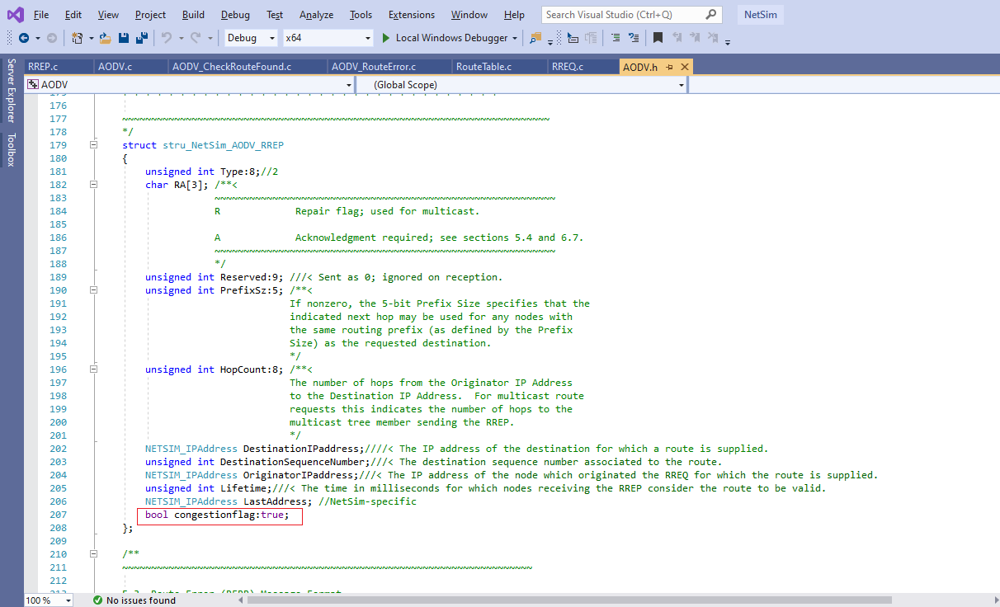 File Edit View Project Build Debug Test Analyze Tools Extensions Window Help Search Visual Studio (Ctrl+Q) NetSim
Debug x64 Local Windows Debugger
Server Explorer
Toolbox
RREP.c AODV.c AODV_CheckRouteFound.c AODV_RouteError.c RouteTable.c RREQ.c AODV.h
AODV (Global Scope)
175
176
177 ~~~~~~~~~~~~~~~~~~~~~~~~~~~~~~~~~~~~~~~~~~~~~~~~~~~~~~~~~~~~~~~~~~~~~~~~~~
178 */
179 struct stru_NetSim_AODV_RREP
180 {
181 unsigned int Type:8;//2
182 char RA[3]; /**<
183 ~~~~~~~~~~~~~~~~~~~~~~~~~~~~~~~~~~~~~~~~~~~~~~~~~~~~~~~~~~~
184 R Repair flag; used for multicast.
185
186 A Acknowledgment required; see sections 5.4 and 6.7.
187 ~~~~~~~~~~~~~~~~~~~~~~~~~~~~~~~~~~~~~~~~~~~~~~~~~~~~~~~~~~~
188 */
189 unsigned int Reserved:9; ///< Sent as 0; ignored on reception.
190 unsigned int PrefixSz:5; /**<
191 If nonzero, the 5-bit Prefix Size specifies that the
192 indicated next hop may be used for any nodes with
193 the same routing prefix (as defined by the Prefix
194 Size) as the requested destination.
195 */
196 unsigned int HopCount:8; /**<
197 The number of hops from the Originator IP Address
198 to the Destination IP Address. For multicast route
199 requests this indicates the number of hops to the
200 multicast tree member sending the RREP.
201 */
202 NETSIM_IPAddress DestinationIPaddress;////< The IP address of the destination for which a route is supplied.
203 unsigned int DestinationSequenceNumber;///< The destination sequence number associated to the route.
204 NETSIM_IPAddress OriginatorIPaddress;///< The IP address of the node which originated the RREQ for which the route is supplied.
205 unsigned int Lifetime;///< The time in milliseconds for which nodes receiving the RREP consider the route to be valid.
206 NETSIM_IPAddress LastAddress; //NetSim-specific
207 bool congestionflag:true;
208 };
209
210 /**
211 ~~~~~~~~~~~~~~~~~~~~~~~~~~~~~~~~~~~~~~~~~~~~~~~~~~~~~~~~~~~~~~~~~~~~~~~
212
213 5.3. Route Error (RERR) Message Format
100 % No issues found